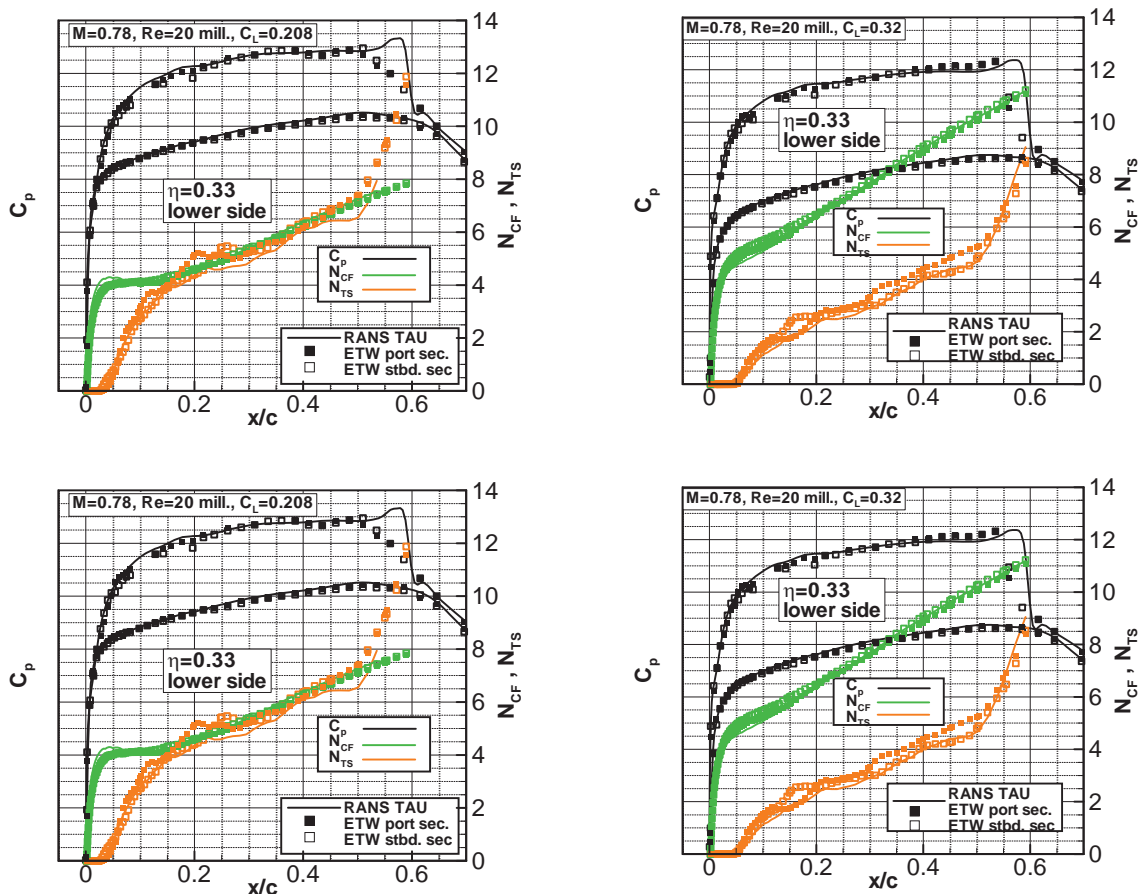 M=0.78, Re=20 mill., C_L=0.208
C_p
η=0.33
lower side
C_p
N_CF
N_TS
RANS TAU
ETW port sec.
ETW stbd. sec
0 0.2 0.4 0.6
x/c
14
12
10
8
6
4
2
0
N_CF , N_TS
M=0.78, Re=20 mill., C_L=0.32
C_p
η=0.33
lower side
C_p
N_CF
N_TS
RANS TAU
ETW port sec.
ETW stbd. sec
0 0.2 0.4 0.6
x/c
14
12
10
8
6
4
2
0
N_CF , N_TS
M=0.78, Re=20 mill., C_L=0.208
C_p
η=0.33
lower side
C_p
N_CF
N_TS
RANS TAU
ETW port sec.
ETW stbd. sec
0 0.2 0.4 0.6
x/c
14
12
10
8
6
4
2
0
N_CF , N_TS
M=0.78, Re=20 mill., C_L=0.32
C_p
η=0.33
lower side
C_p
N_CF
N_TS
RANS TAU
ETW port sec.
ETW stbd. sec
0 0.2 0.4 0.6
x/c
14
12
10
8
6
4
2
0
N_CF , N_TS